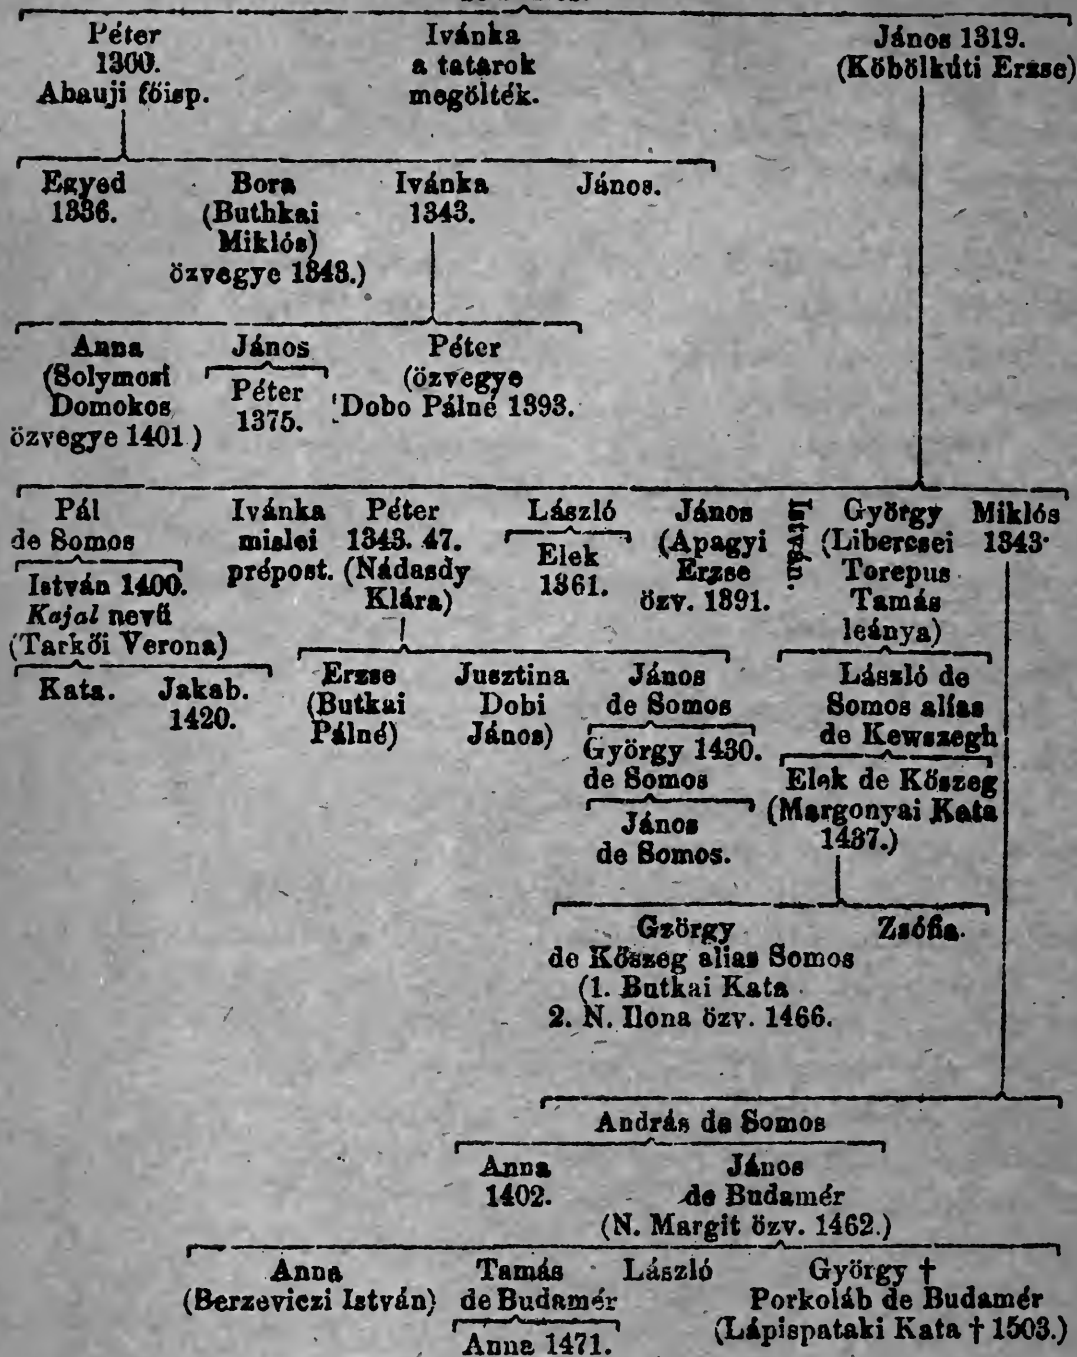 Péter Ivánka János 1319.
1300. a tatárok (Köbölkúti Erzse)
Abauji főisp. megölték.
Egyed Bora Ivánka János.
1336. (Buthkai 1343.
Miklós)
özvegye 1343.)
Anna János Péter
(Solymosi Péter (özvegye
Domokos 1375. Dobo Pálné 1393.
özvegye 1401.)
Pál Ivánka Péter László János István. György Miklós
de Somos mislei 1343. 47. Elek (Apagyi (Libercsei 1343.
István 1400. prépost. (Nádasdy 1361. Erzse Torepus
Kajal nevű Klára) özv. 1391. Tamás
(Tarkői Verona) leánya)
Kata. Jakab. Erzse Jusztina János László de
1420. (Butkai Dobi de Somos Somos alias
Pálné) János) György 1430. de Kewszegh
de Somos Elek de Kőszeg
János (Margonyai Kata
de Somos. 1437.)
Gzörgy Zsófia.
de Kőszeg alias Somos
(1. Butkai Kata
2. N. Ilona özv. 1466.
András de Somos
Anna János
1402. de Budamér
(N. Margit özv. 1462.)
Anna Tamás László György †
(Berzeviczi István) de Budamér Porkoláb de Budamér
Anna 1471. (Lápispataki Kata † 1503.)